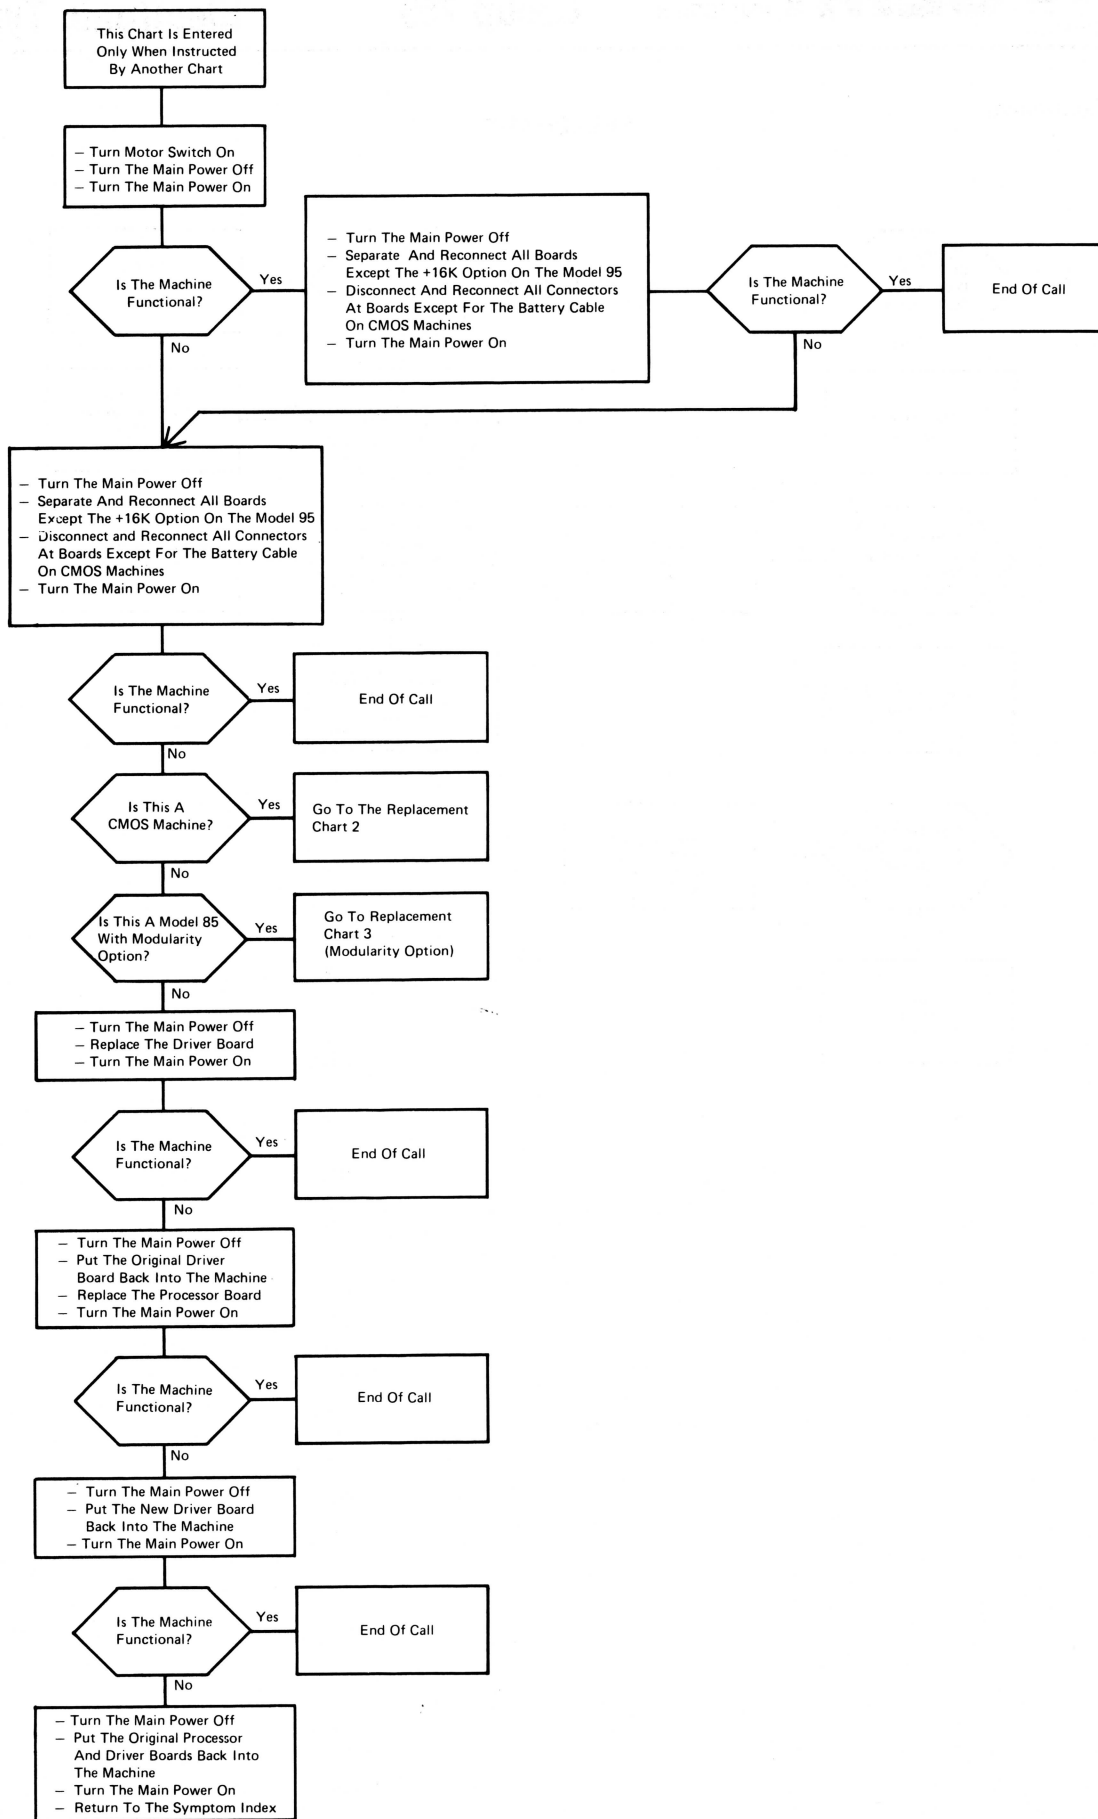 This Chart Is Entered
Only When Instructed
By Another Chart
– Turn Motor Switch On
– Turn The Main Power Off
– Turn The Main Power On
Is The Machine
Functional?
Yes
No
– Turn The Main Power Off
– Separate And Reconnect All Boards
Except The +16K Option On The Model 95
– Disconnect And Reconnect All Connectors
At Boards Except For The Battery Cable
On CMOS Machines
– Turn The Main Power On
Is The Machine
Functional?
Yes
No
End Of Call
– Turn The Main Power Off
– Separate And Reconnect All Boards
Except The +16K Option On The Model 95
– Disconnect and Reconnect All Connectors
At Boards Except For The Battery Cable
On CMOS Machines
– Turn The Main Power On
Is The Machine
Functional?
Yes
End Of Call
No
Is This A
CMOS Machine?
Yes
Go To The Replacement
Chart 2
No
Is This A Model 85
With Modularity
Option?
Yes
Go To Replacement
Chart 3
(Modularity Option)
No
– Turn The Main Power Off
– Replace The Driver Board
– Turn The Main Power On
Is The Machine
Functional?
Yes
End Of Call
No
– Turn The Main Power Off
– Put The Original Driver
Board Back Into The Machine
– Replace The Processor Board
– Turn The Main Power On
Is The Machine
Functional?
Yes
End Of Call
No
– Turn The Main Power Off
– Put The New Driver Board
Back Into The Machine
– Turn The Main Power On
Is The Machine
Functional?
Yes
End Of Call
No
– Turn The Main Power Off
– Put The Original Processor
And Driver Boards Back Into
The Machine
– Turn The Main Power On
– Return To The Symptom Index